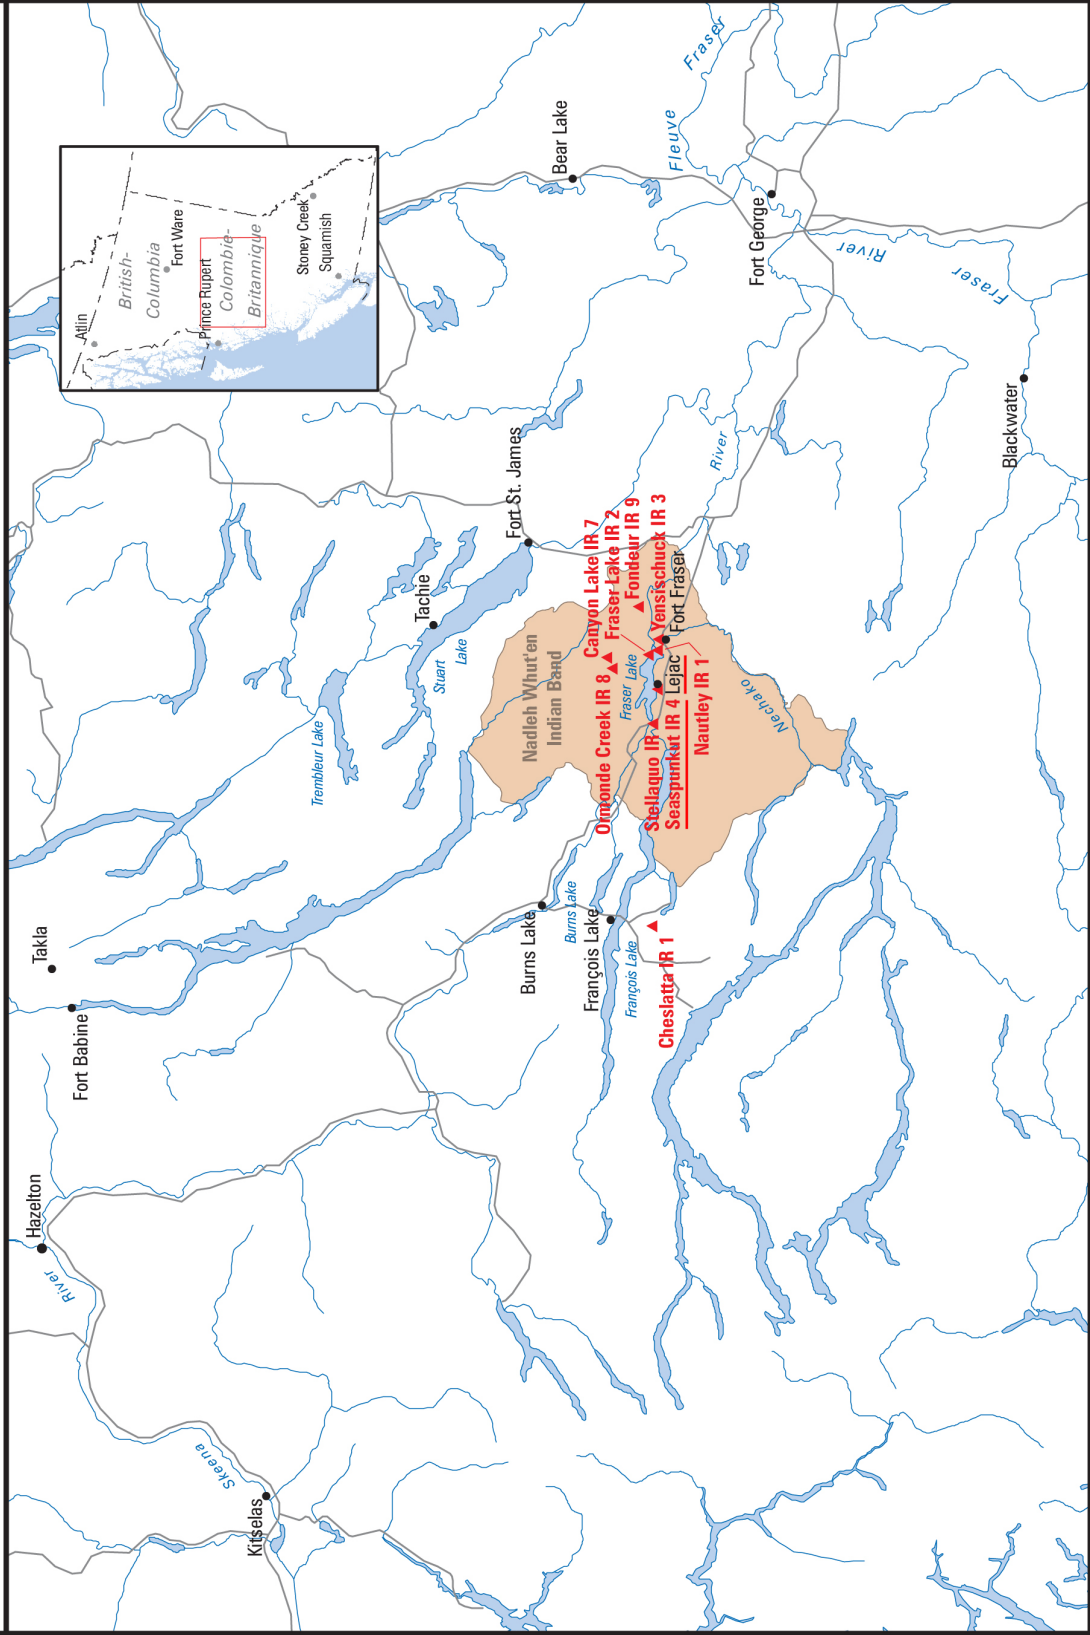 Hazelton
River
Skeena
Kitselas
Takla
Fort Babine
Atlin
British-
Columbia
Fort Ware
Prince Rupert
Colombie-
Britannique
Stoney Creek
Squamish
Bear Lake
Fleuve
Fraser
Fort George
River
Fraser
Blackwater
Trembleur Lake
Tachie
Stuart
Lake
Fort St. James
River
Nadleh Whut'en
Indian Band
Canyon Lake IR 7
Fraser Lake IR 2
Fondeur IR 9
Yensischuck IR 3
Fort Fraser
Ormonde Creek IR 8
Fraser Lake
Lejac
Stellaquo IR
Seaspunkut IR 4
Nautley IR 1
Nechako
Burns Lake
Burns Lake
François Lake
François Lake
Cheslatta IR 1